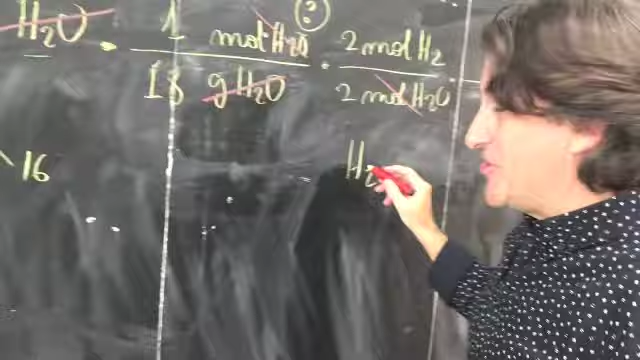 H₂O · 1 mol H₂O / 18 g H₂O · 2 mol H₂ / 2 mol H₂O ·
?
16
H₂